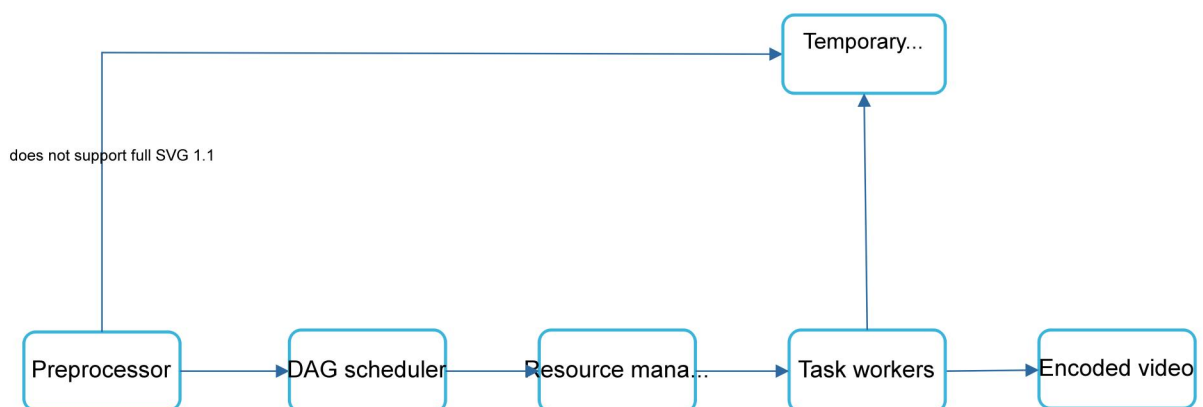 Temporary...
does not support full SVG 1.1
Preprocessor
DAG scheduler
Resource mana...
Task workers
Encoded video